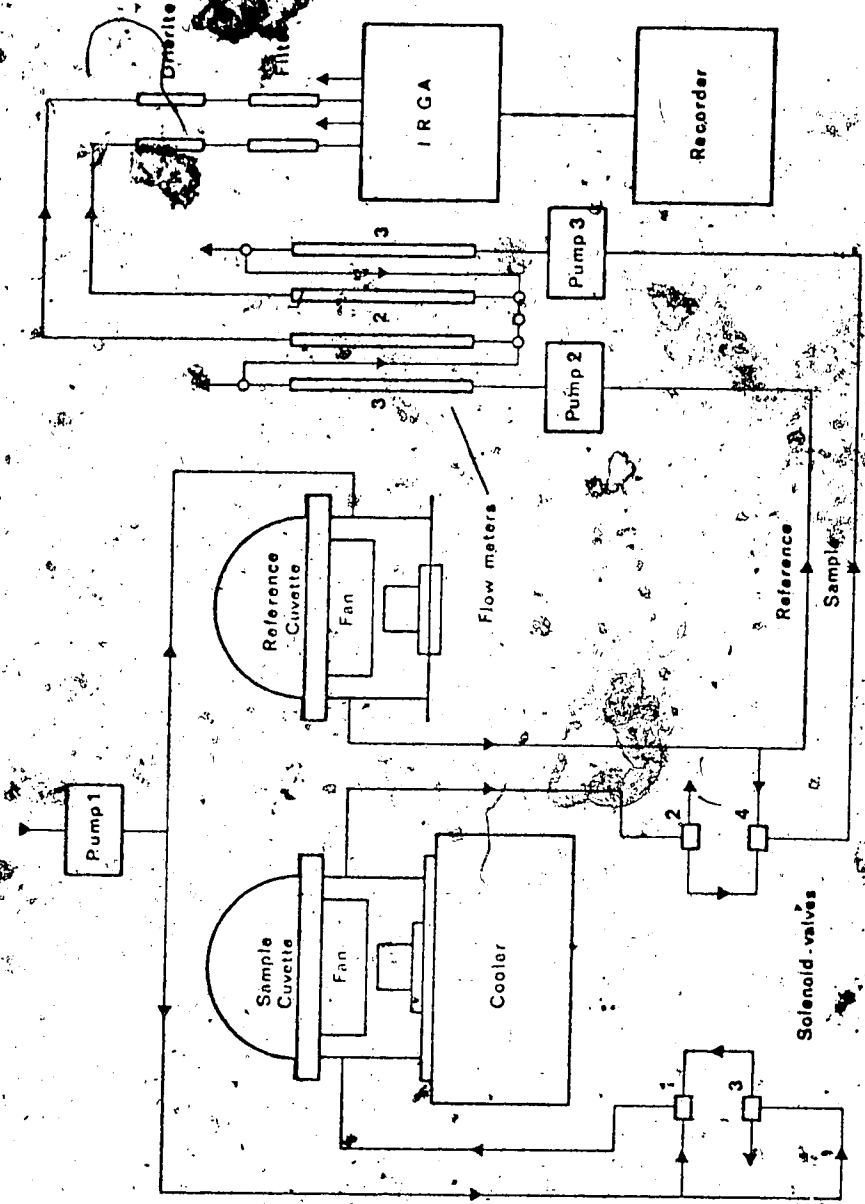 Pump 1
Sample
Cuvette
Fan
Cooler
Reference
Cuvette
Fan
Flow meters
1
3
2
4
Solenoid-valves
Reference
Sample
3
2
3
Pump 2
Pump 3
Drierite
IRGA
Recorder